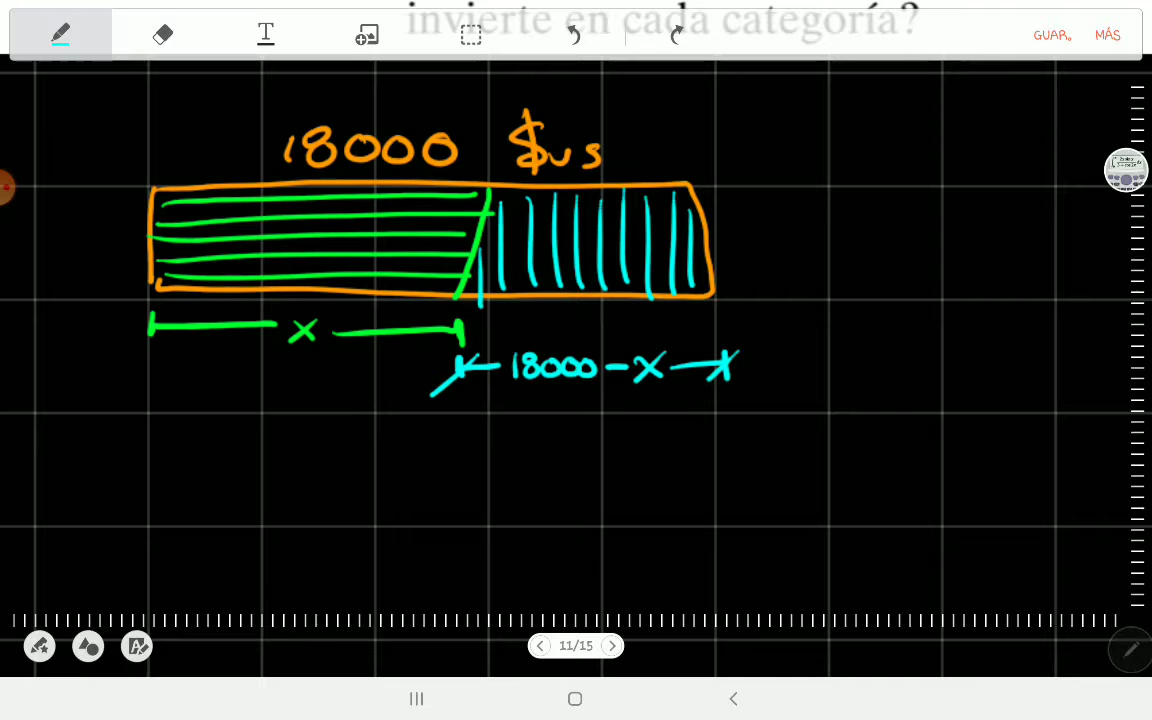 invierte en cada categoría?
T
GUAR.
MÁS
18000 $us
x
18000 - x
11/15